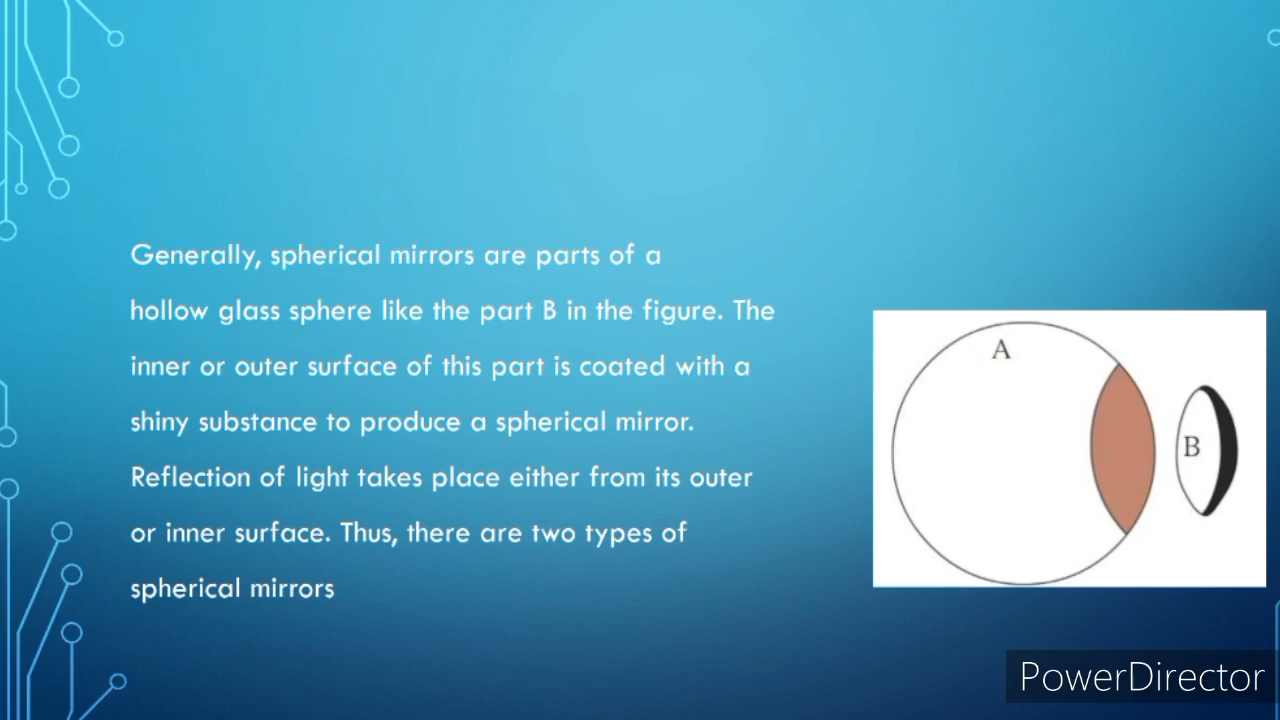 Generally, spherical mirrors are parts of a
hollow glass sphere like the part B in the figure. The
inner or outer surface of this part is coated with a
shiny substance to produce a spherical mirror.
Reflection of light takes place either from its outer
or inner surface. Thus, there are two types of
spherical mirrors
A
B
PowerDirector